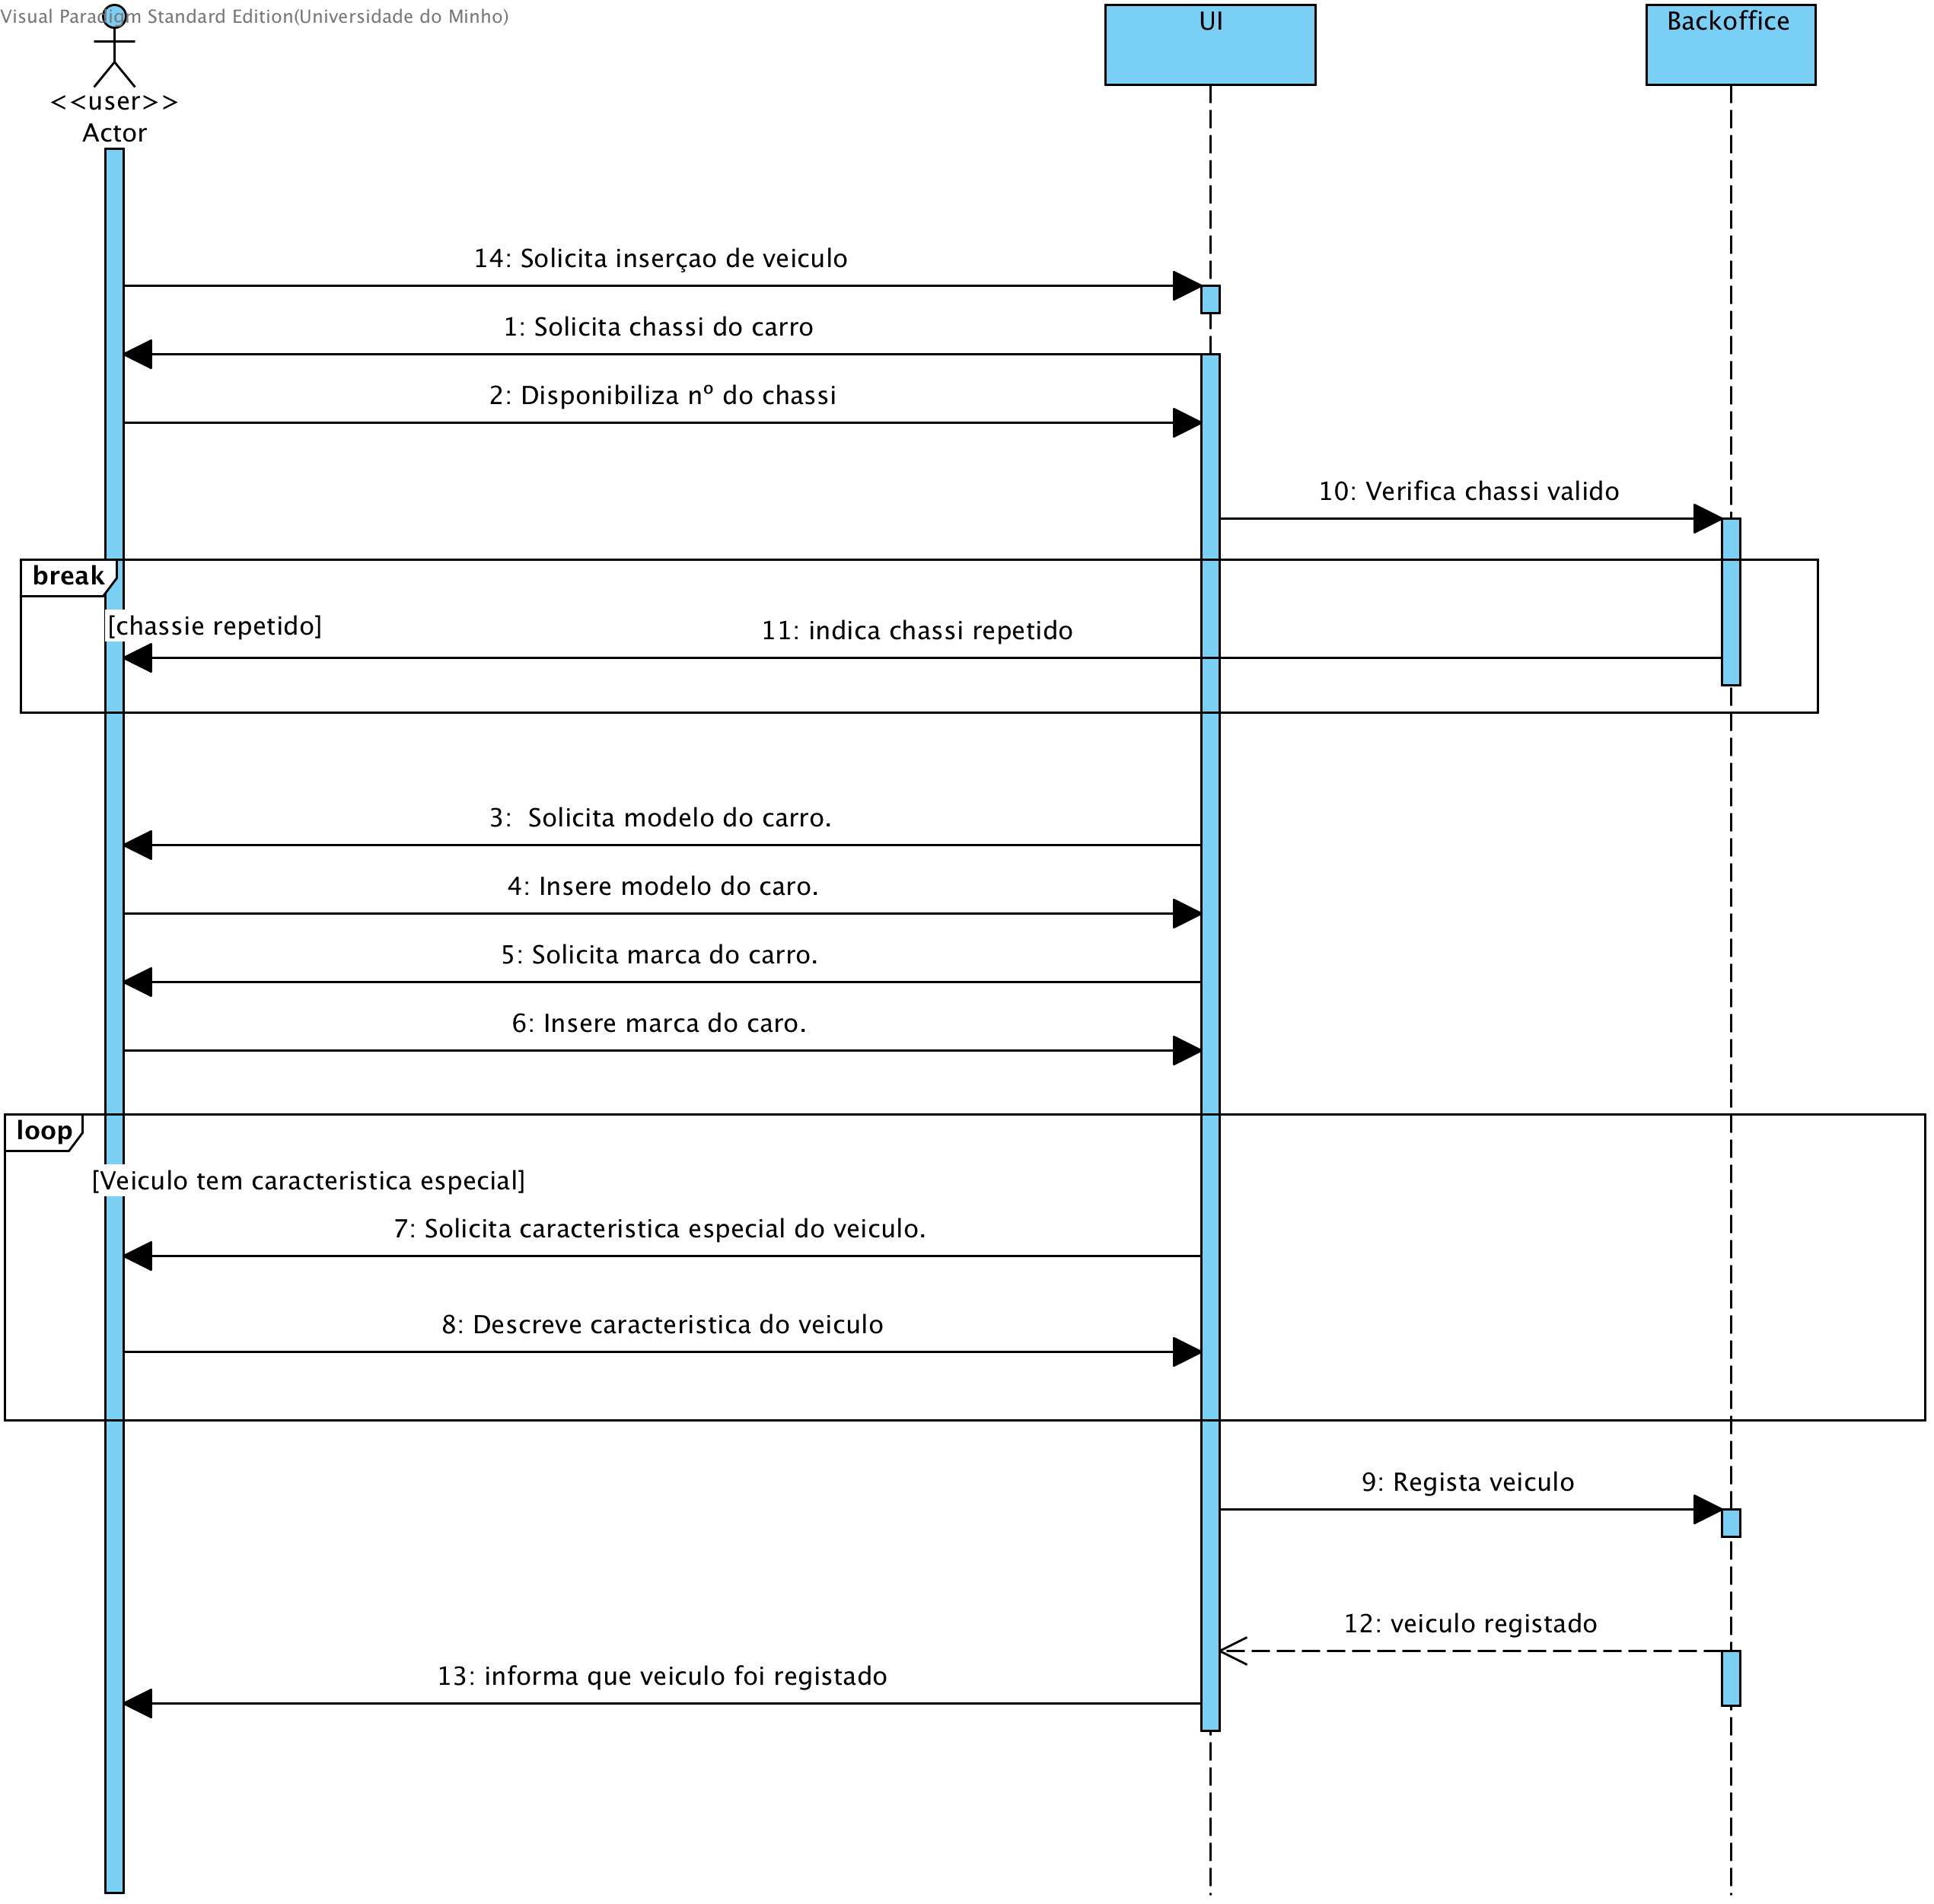 Visual Paradigm Standard Edition(Universidade do Minho)
UI
Backoffice
<<user>>
Actor
14: Solicita inserçao de veiculo
1: Solicita chassi do carro
2: Disponibiliza nº do chassi
10: Verifica chassi valido
break
[chassie repetido]
11: indica chassi repetido
3:  Solicita modelo do carro.
4: Insere modelo do caro.
5: Solicita marca do carro.
6: Insere marca do caro.
loop
[Veiculo tem caracteristica especial]
7: Solicita caracteristica especial do veiculo.
8: Descreve caracteristica do veiculo
9: Regista veiculo
12: veiculo registado
13: informa que veiculo foi registado